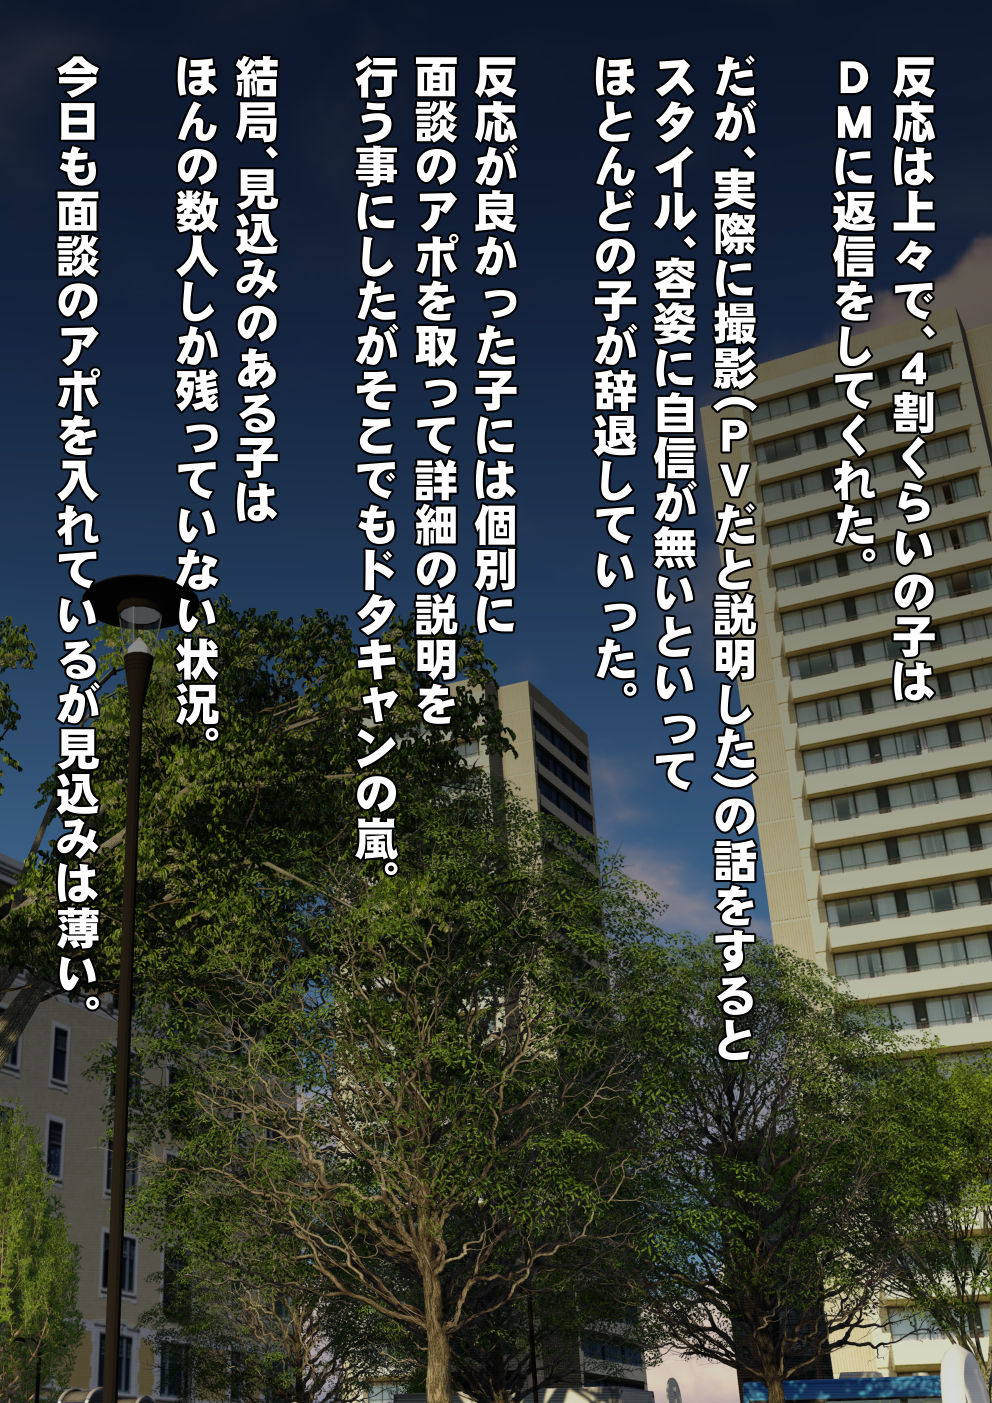 反応は上々で、4割くらいの子は
DMに返信をしてくれた。
だが、実際に撮影(PVだと説明した)の話をすると
スタイル、容姿に自信が無いといって
ほとんどの子が辞退していった。
反応が良かった子には個別に
面談のアポを取って詳細の説明を
行う事にしたがそこでもドタキャンの嵐。
結局、見込みのある子は
ほんの数人しか残っていない状況。
今日も面談のアポを入れているが見込みは薄い。